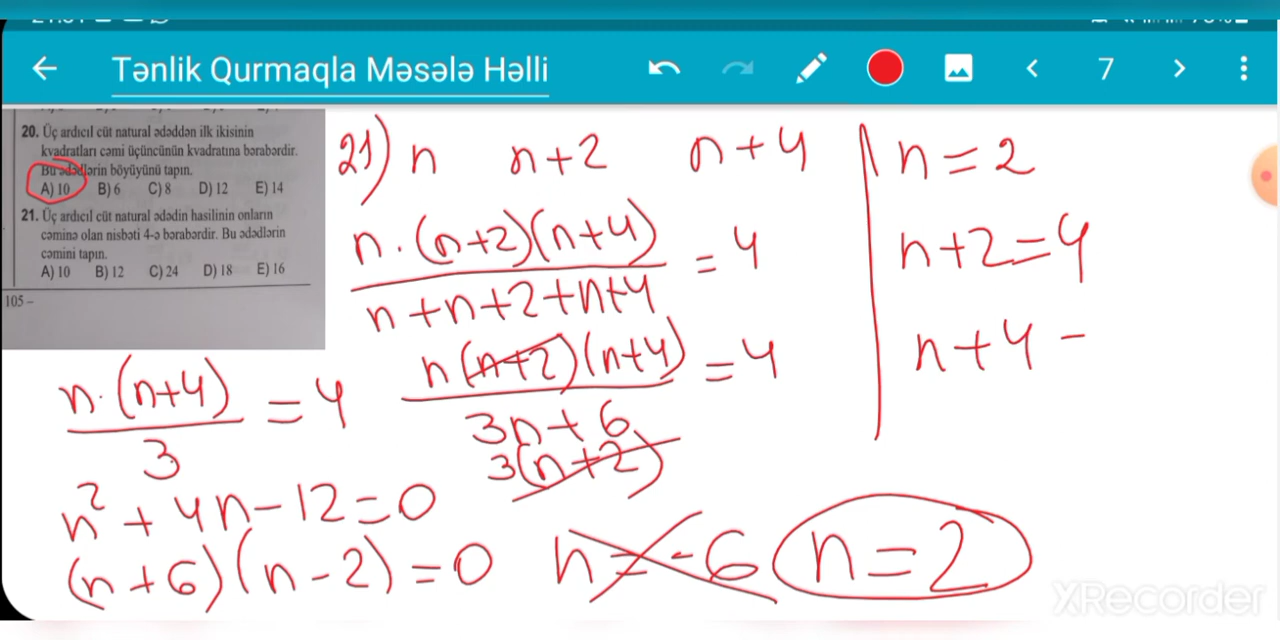 Tənlik Qurmaqla Məsələ Həlli
7
20. Üç ardıcıl cüt natural ədəddən ilk ikisinin
kvadratları cəmi üçüncünün kvadratına bərabərdir.
Bu ədədlərin böyüyünü tapın.
A) 10 B) 6 C) 8 D) 12 E) 14
21. Üç ardıcıl cüt natural ədədin hasilinin onların
cəminə olan nisbəti 4-ə bərabərdir. Bu ədədlərin
cəmini tapın.
A) 10 B) 12 C) 24 D) 18 E) 16
105 –
21) n n+2 n+4
n·(n+2)(n+4)
n+n+2+n+4
= 4
n(n+2)(n+4)
3n+6
= 4
3(n+2)
n·(n+4)
3
= 4
n²+4n-12=0
(n+6)(n-2)=0 n=-6 n=2
n=2
n+2=4
n+4 -
XRecorder